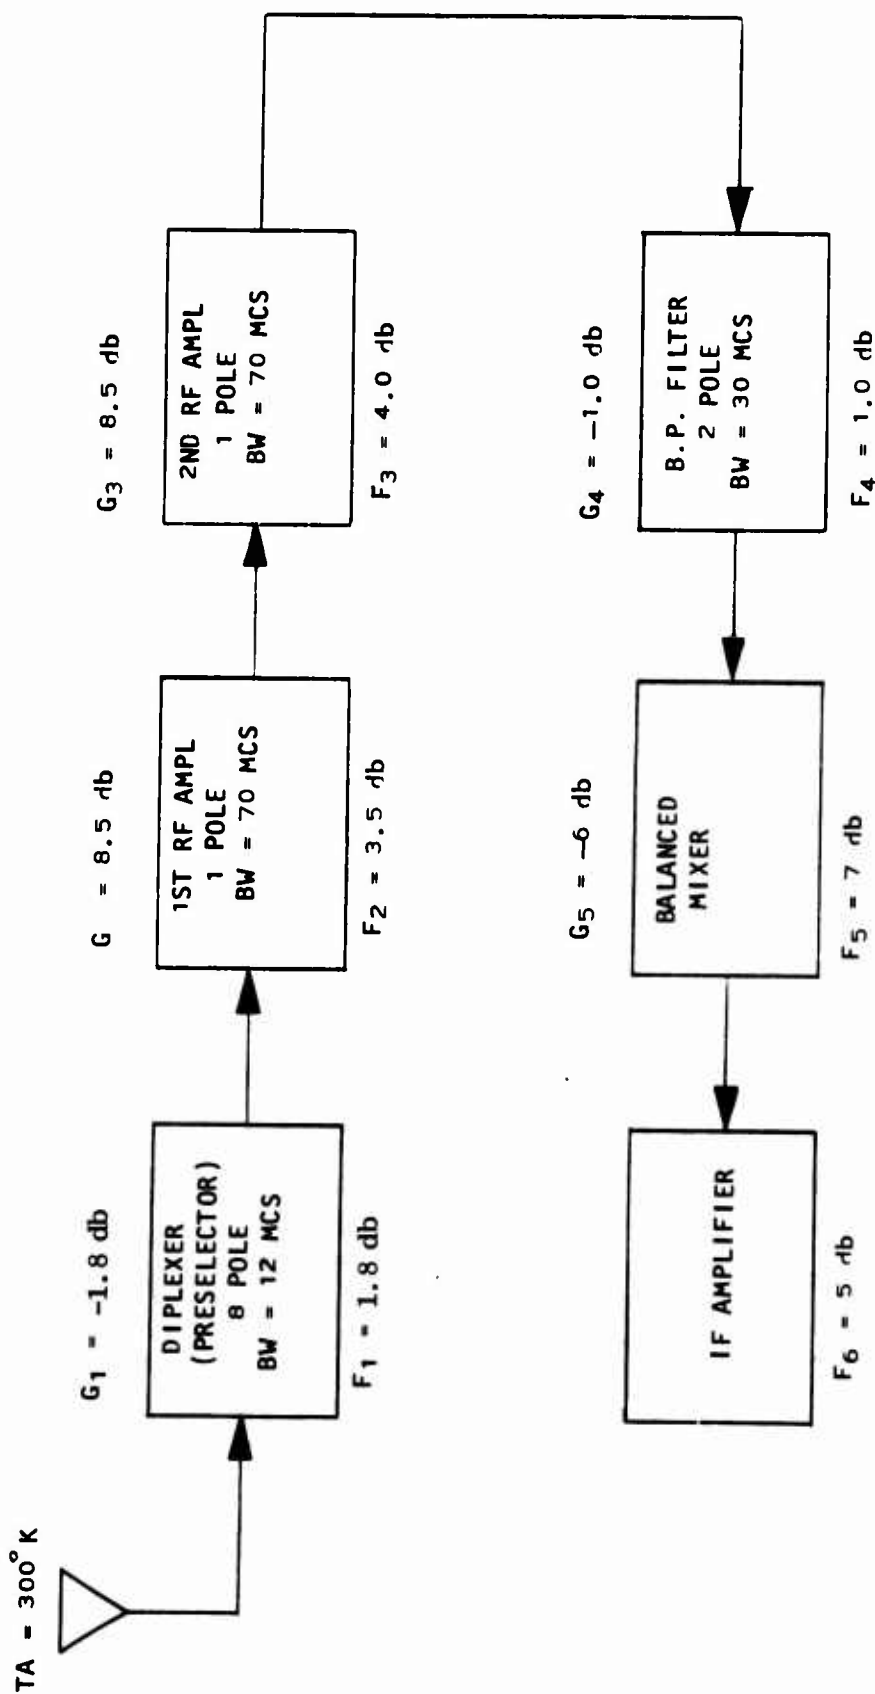 TA = 300°K
G1 = -1.8 db
DIPLEXER
(PRESELECTOR)
8 POLE
BW = 12 MCS
F1 = 1.8 db
G = 8.5 db
1ST RF AMPL
1 POLE
BW = 70 MCS
F2 = 3.5 db
G3 = 8.5 db
2ND RF AMPL
1 POLE
BW = 70 MCS
F3 = 4.0 db
G4 = -1.0 db
B.P. FILTER
2 POLE
BW = 30 MCS
F4 = 1.0 db
G5 = -6 db
BALANCED
MIXER
F5 = 7 db
IF AMPLIFIER
F6 = 5 db